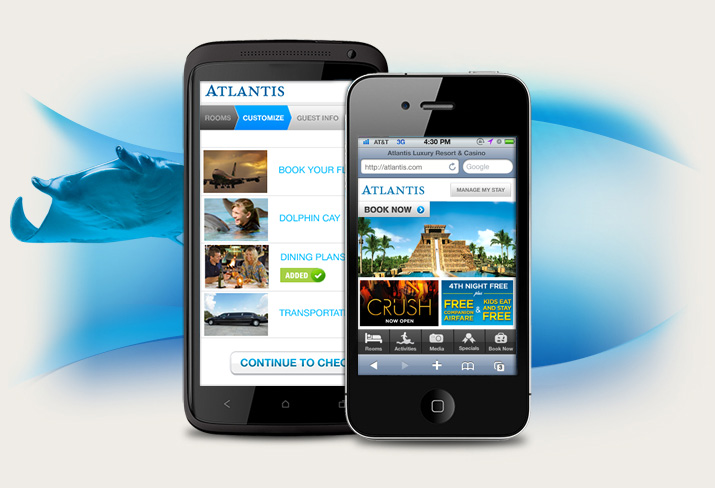 ATLANTIS
ROOMS
CUSTOMIZE
GUEST INFO
BOOK YOUR FL
DOLPHIN CAY
DINING PLANS
ADDED
TRANSPORTAT
CONTINUE TO CHEC
AT&T 3G 4:30 PM
Atlantis Luxury Resort & Casino
http://atlantis.com
Google
ATLANTIS
MANAGE MY STAY
BOOK NOW
CRUSH
NOW OPEN
4TH NIGHT FREE
plus
FREE
COMPANION
AIRFARE
&
KIDS EAT
AND STAY
FREE
Rooms
Activities
Media
Specials
Book Now
3